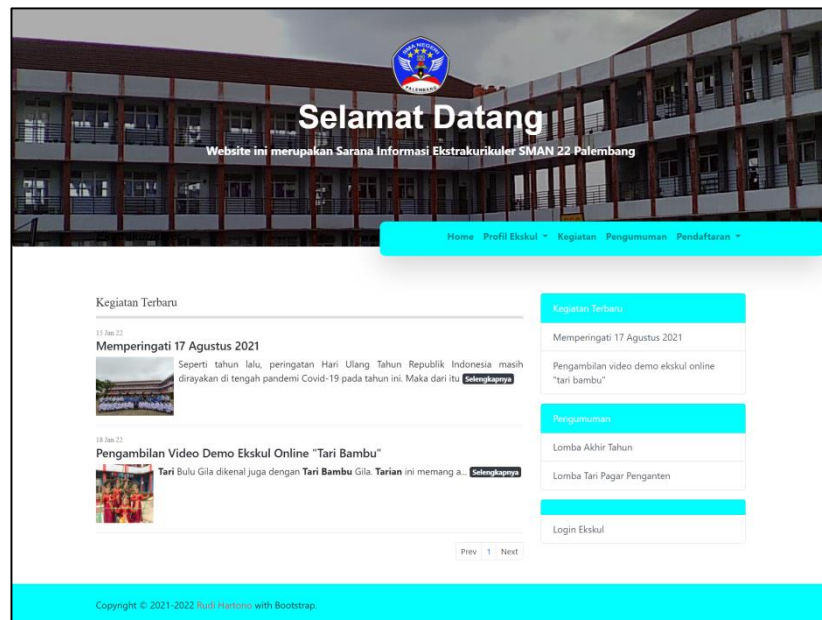 SMA NEGERI
PALEMBANG
Selamat Datang
Website ini merupakan Sarana Informasi Ekstrakurikuler SMAN 22 Palembang
Home Profil Ekskul Kegiatan Pengumuman Pendaftaran
Kegiatan Terbaru
15 Jan 22
Memperingati 17 Agustus 2021
Seperti tahun lalu, peringatan Hari Ulang Tahun Republik Indonesia masih
dirayakan di tengah pandemi Covid-19 pada tahun ini. Maka dari itu Selengkapnya
18 Jan 22
Pengambilan Video Demo Ekskul Online "Tari Bambu"
Tari Bulu Gila dikenal juga dengan Tari Bambu Gila. Tarian ini memang a... Selengkapnya
Prev 1 Next
Kegiatan Terbaru
Memperingati 17 Agustus 2021
Pengambilan video demo ekskul online
"tari bambu"
Pengumuman
Lomba Akhir Tahun
Lomba Tari Pagar Penganten
Login Ekskul
Copyright © 2021-2022 Rudi Hartono with Bootstrap.